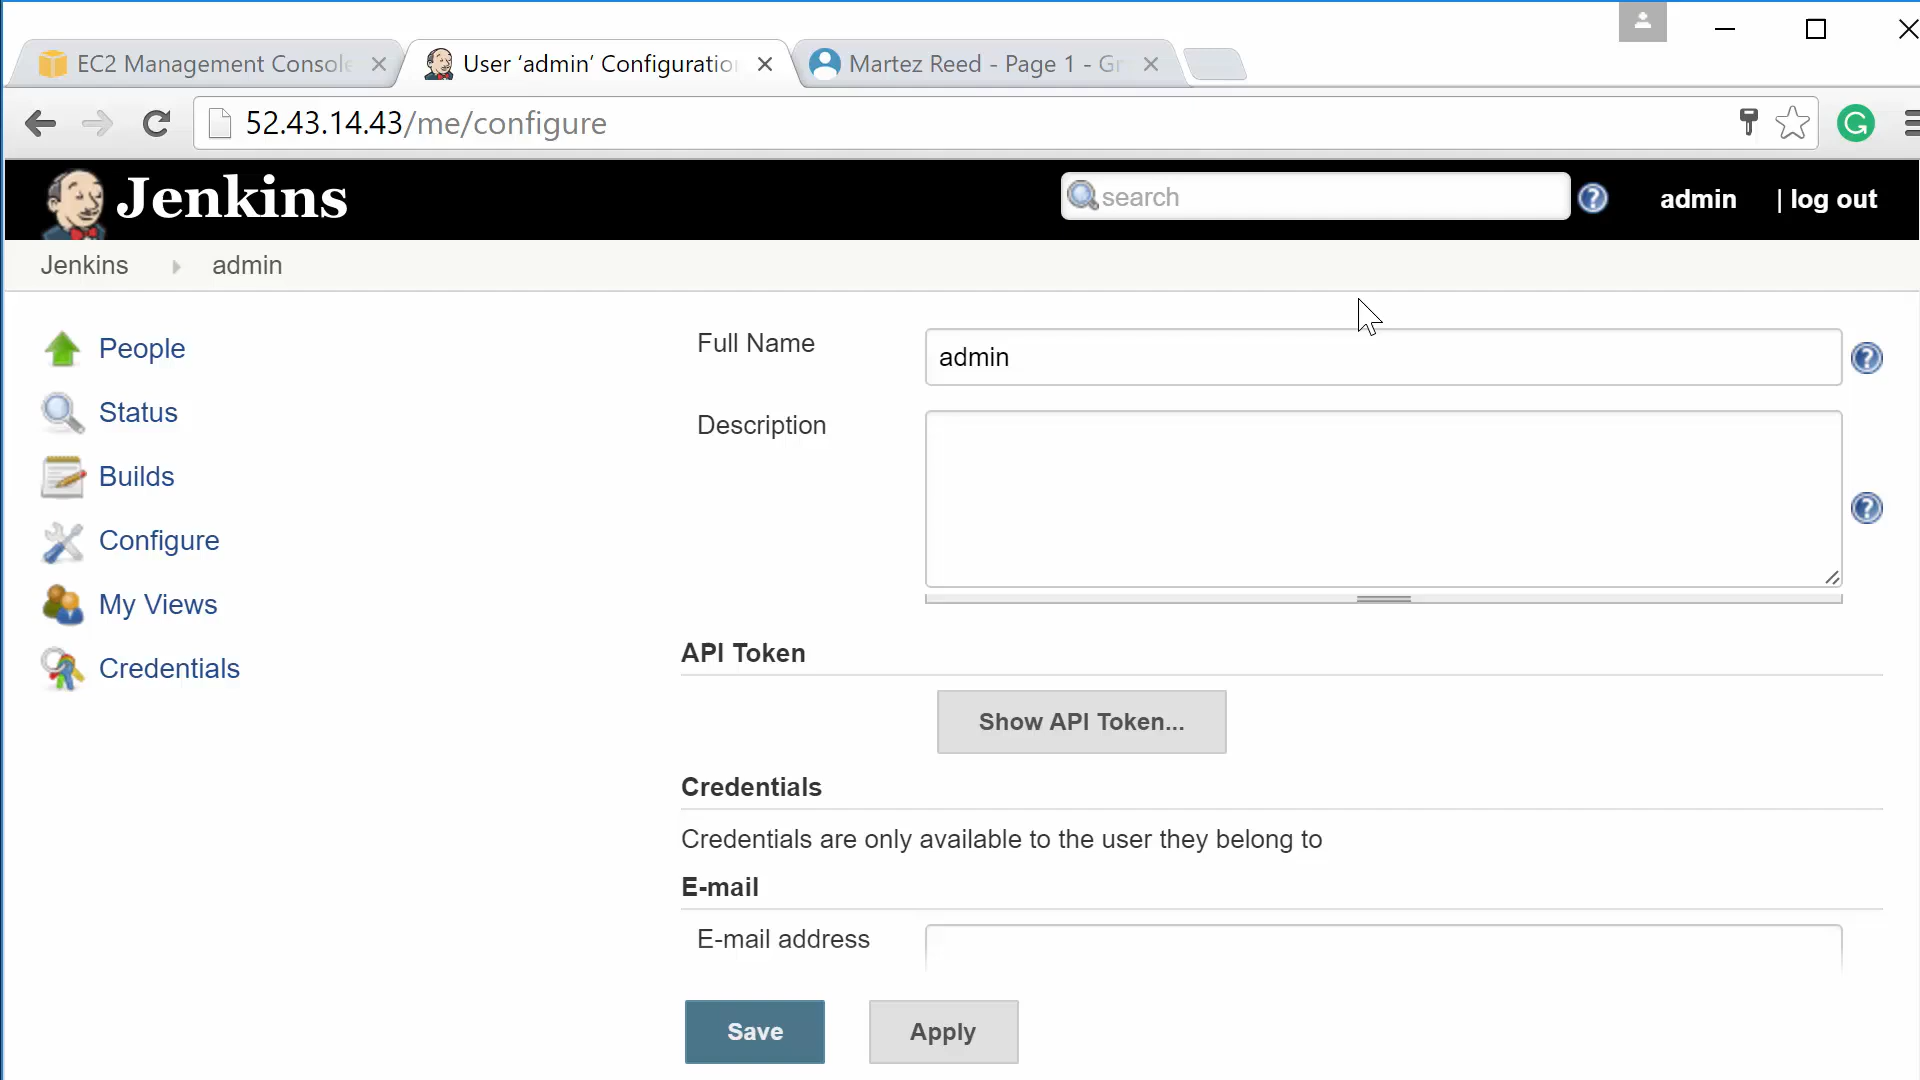 EC2 Management Console
User ‘admin’ Configuratio
Martez Reed - Page 1 - Gr
52.43.14.43/me/configure
Jenkins
search
admin
| log out
Jenkins
admin
People
Status
Builds
Configure
My Views
Credentials
Full Name
admin
Description
API Token
Show API Token...
Credentials
Credentials are only available to the user they belong to
E-mail
E-mail address
Save
Apply